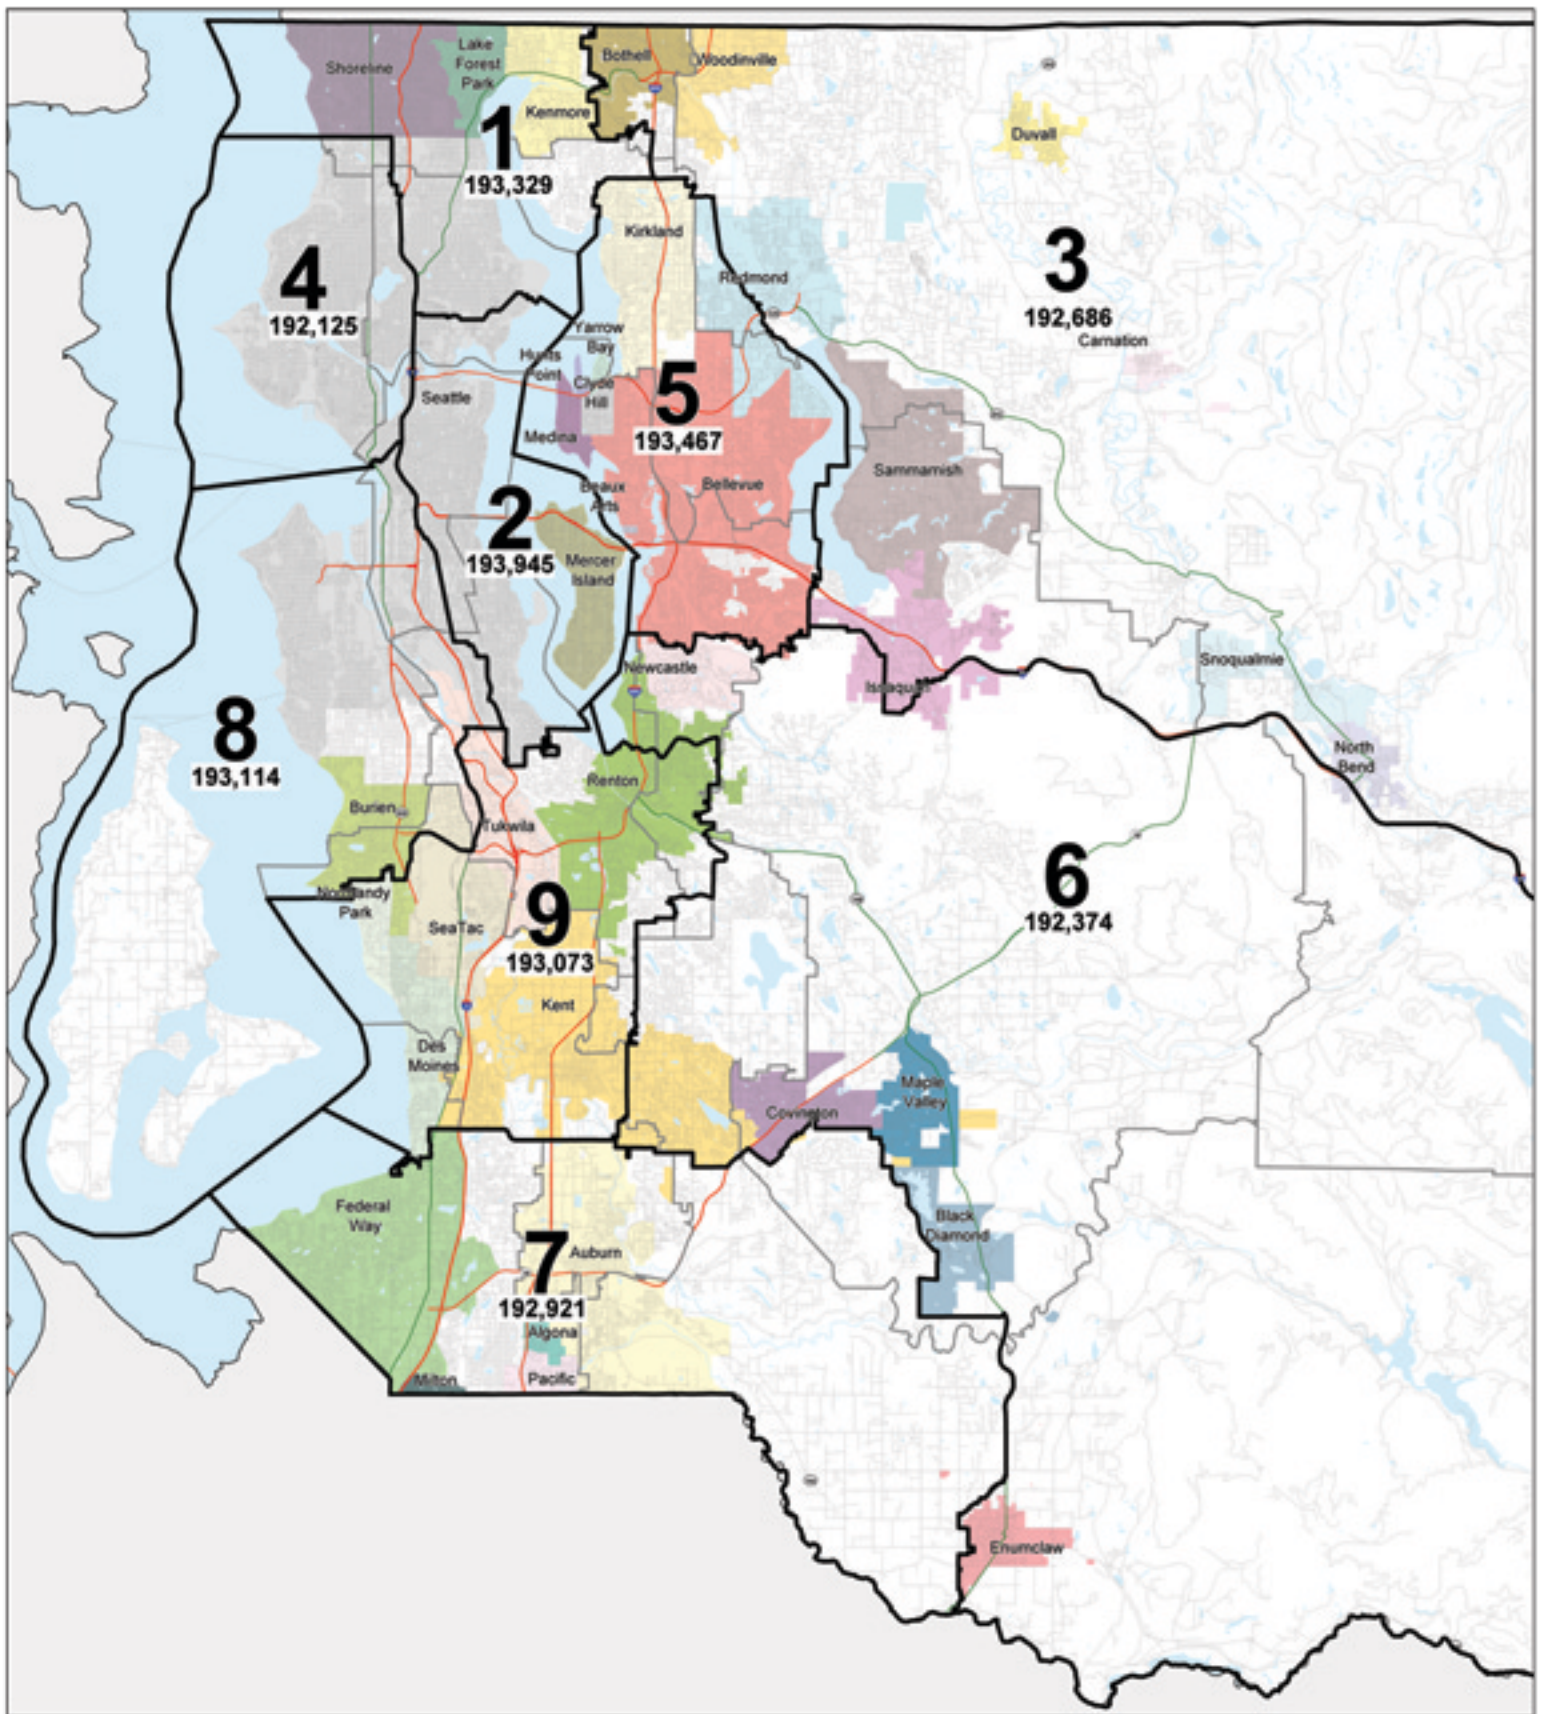 Shoreline
Lake
Forest
Park
Bothell
Woodinville
Kenmore
Duvall
1
193,329
Kirkland
4
192,125
Redmond
3
192,686
Carnation
Yarrow
Bay
Hunts
Point
Clyde
Hill
Seattle
5
193,467
Medina
Sammamish
Beaux
Arts
Bellevue
2
193,945
Mercer
Island
Newcastle
Issaquah
Snoqualmie
8
193,114
North
Bend
Renton
Burien
Tukwila
6
192,374
Normandy
Park
SeaTac
9
193,073
Kent
Des
Moines
Maple
Valley
Covington
Federal
Way
Black
Diamond
7
192,921
Auburn
Algona
Milton
Pacific
Enumclaw